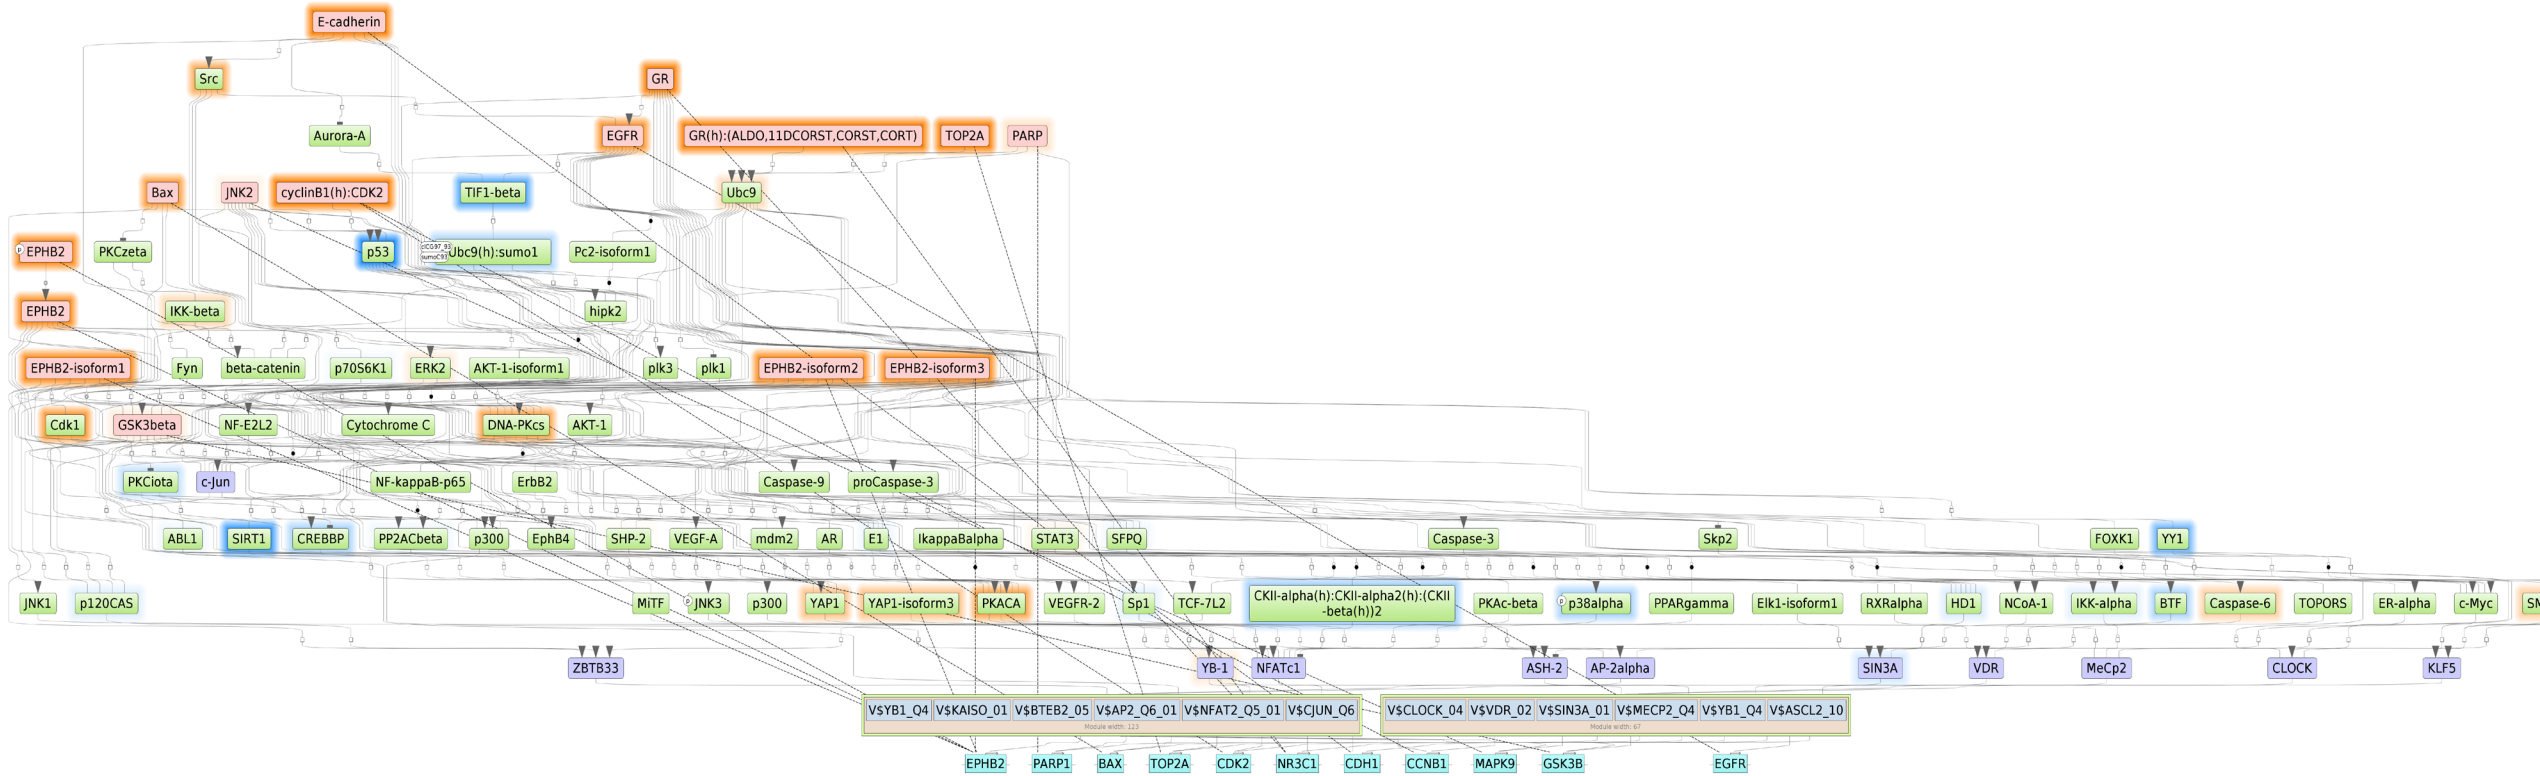 E-cadherin
Src
GR
Aurora-A
EGFR
GR(h):(ALDO,11DCORST,CORST,CORT)
TOP2A
PARP
Bax
JNK2
cyclinB1(h):CDK2
TIF1-beta
Ubc9
p
EPHB2
PKCzeta
p53
sumoC93
Ubc9(h):sumo1
Pc2-isoform1
EPHB2
IKK-beta
hipk2
EPHB2-isoform1
Fyn
beta-catenin
p70S6K1
ERK2
AKT-1-isoform1
plk3
plk1
EPHB2-isoform2
EPHB2-isoform3
Cdk1
GSK3beta
NF-E2L2
Cytochrome C
DNA-PKcs
AKT-1
PKCiota
c-Jun
NF-kappaB-p65
ErbB2
Caspase-9
proCaspase-3
ABL1
SIRT1
CREBBP
PP2ACbeta
p300
EphB4
SHP-2
VEGF-A
mdm2
AR
E1
IkappaBalpha
STAT3
SFPQ
Caspase-3
Skp2
FOXK1
YY1
JNK1
p120CAS
MiTF
p
JNK3
p300
YAP1
YAP1-isoform3
PKACA
VEGFR-2
Sp1
TCF-7L2
CKII-alpha(h):CKII-alpha2(h):(CKII
-beta(h))2
PKAc-beta
p
p38alpha
PPARgamma
Elk1-isoform1
RXRalpha
HD1
NCoA-1
IKK-alpha
BTF
Caspase-6
TOPORS
ER-alpha
c-Myc
ZBTB33
YB-1
NFATc1
ASH-2
AP-2alpha
SIN3A
VDR
MeCp2
CLOCK
KLF5
V$YB1_Q4
V$KAISO_01
V$BTEB2_05
V$AP2_Q6_01
V$NFAT2_Q5_01
V$CJUN_Q6
Module width: 123
V$CLOCK_04
V$VDR_02
V$SIN3A_01
V$MECP2_Q4
V$YB1_Q4
V$ASCL2_10
Module width: 67
EPHB2
PARP1
BAX
TOP2A
CDK2
NR3C1
CDH1
CCNB1
MAPK9
GSK3B
EGFR